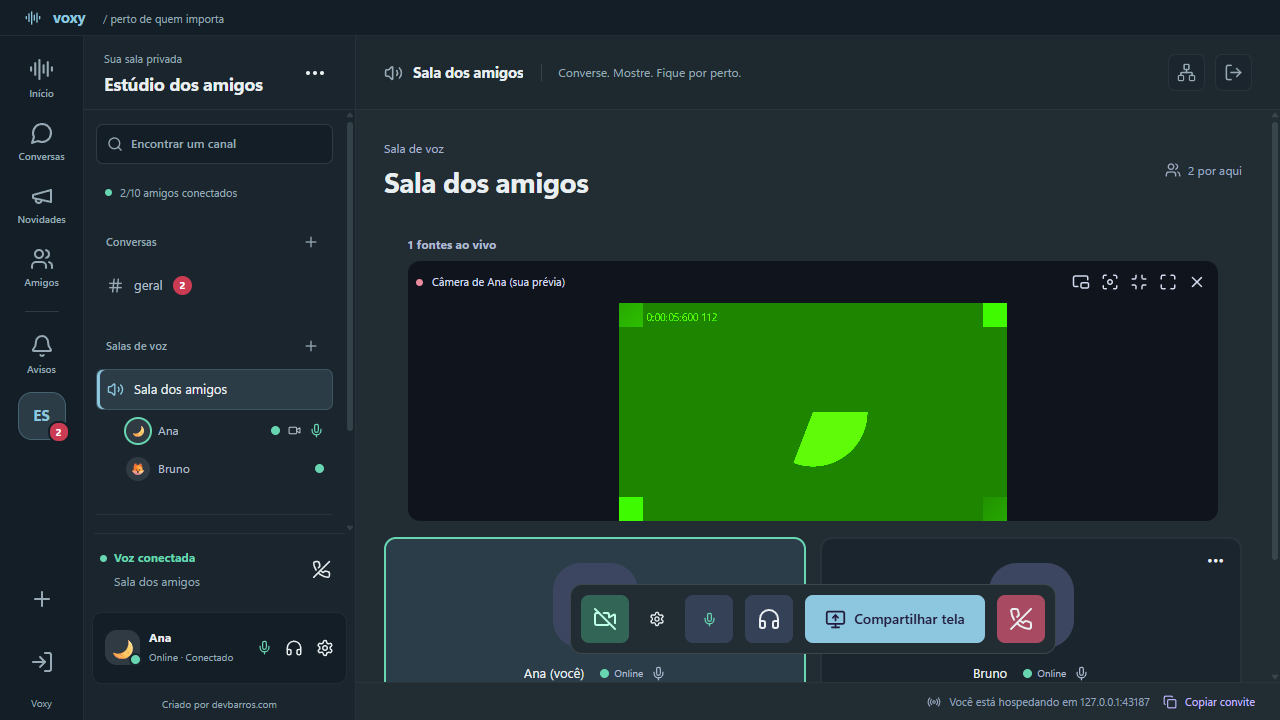 voxy / perto de quem importa
Início
Conversas
Novidades
Amigos
Avisos
ES
2
Voxy
Sua sala privada
Estúdio dos amigos
Encontrar um canal
2/10 amigos conectados
Conversas
geral 2
Salas de voz
Sala dos amigos
Ana
Bruno
Voz conectada
Sala dos amigos
Ana
Online · Conectado
Criado por devbarros.com
Sala dos amigos
Converse. Mostre. Fique por perto.
Sala de voz
Sala dos amigos
2 por aqui
1 fontes ao vivo
Câmera de Ana (sua prévia)
0:00:05:600 112
Compartilhar tela
Ana (você) Online
Bruno Online
Você está hospedando em 127.0.0.1:43187
Copiar convite